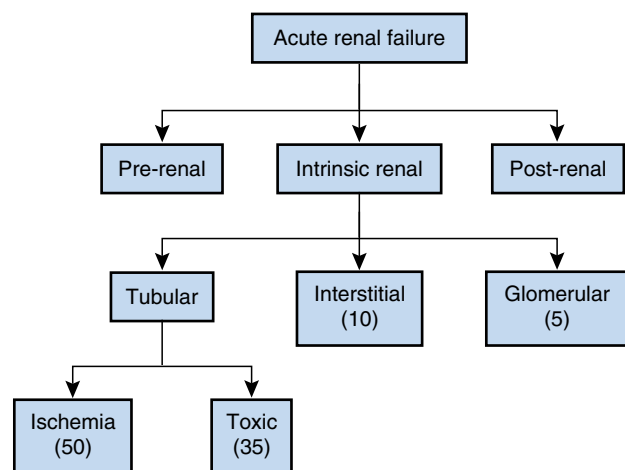 Acute renal failure
Pre-renal
Intrinsic renal
Post-renal
Tubular
Interstitial
(10)
Glomerular
(5)
Ischemia
(50)
Toxic
(35)